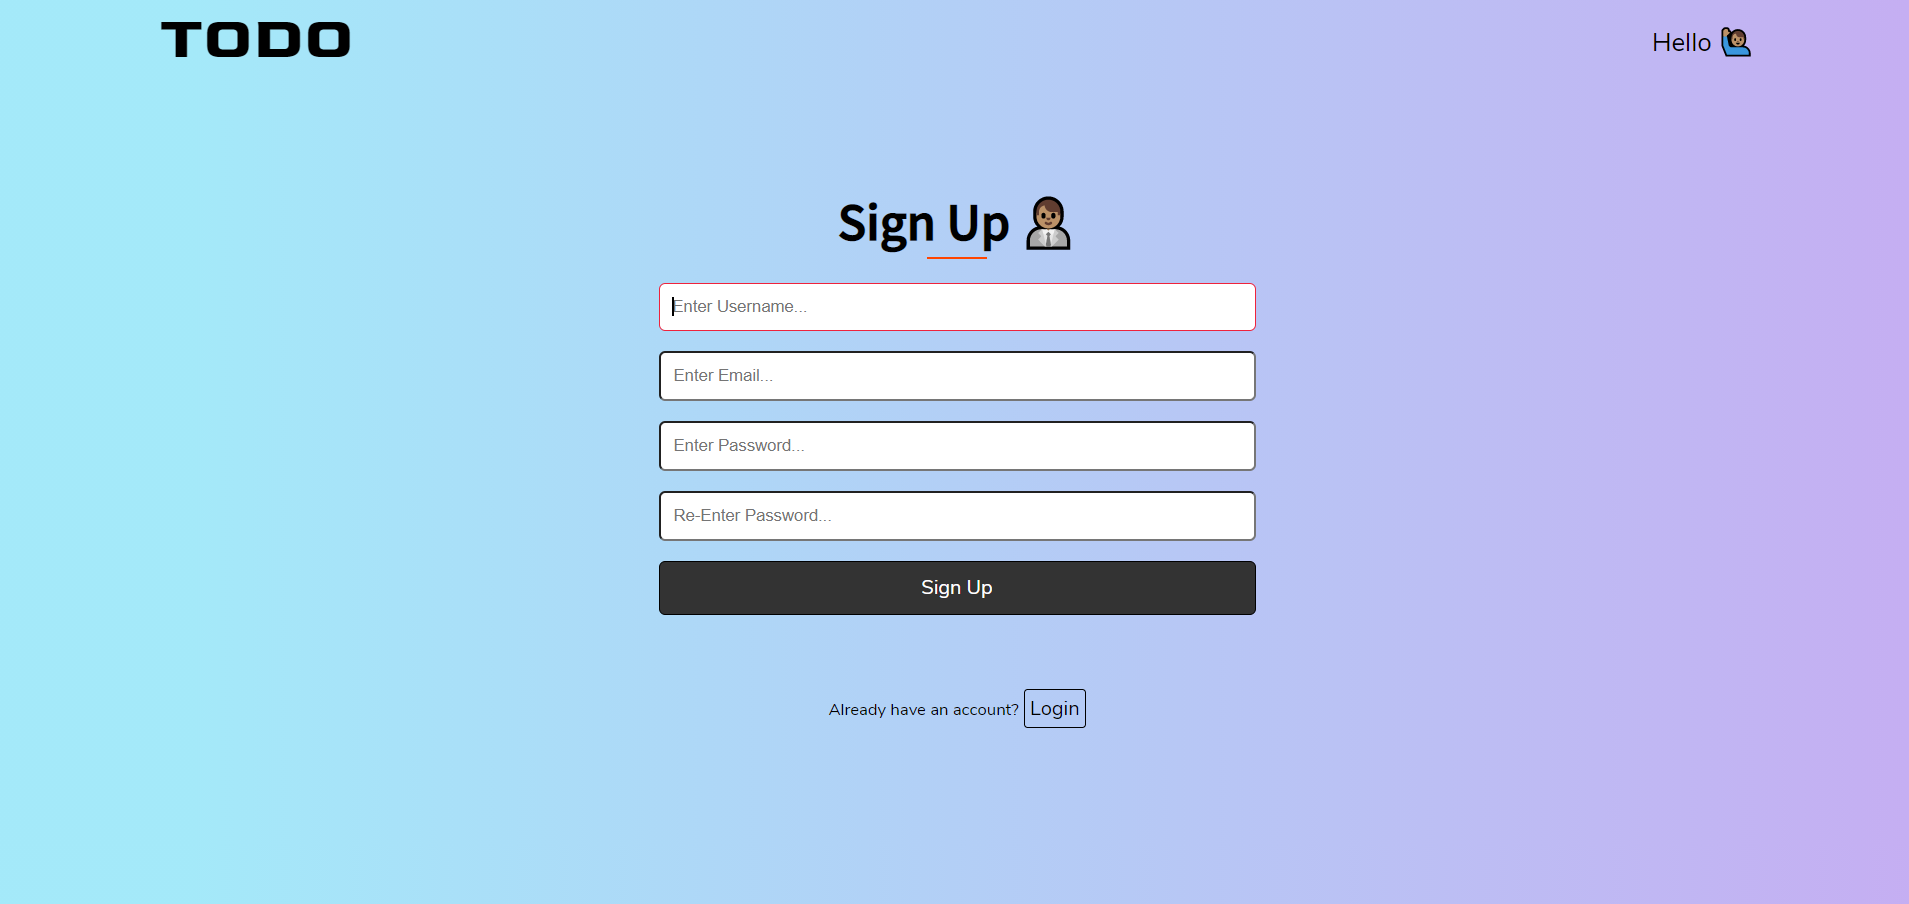 TODO
Hello 🙋🏽‍♂️
Sign Up 👨🏽‍💼
Enter Username...
Enter Email...
Enter Password...
Re-Enter Password...
Sign Up
Already have an account? Login